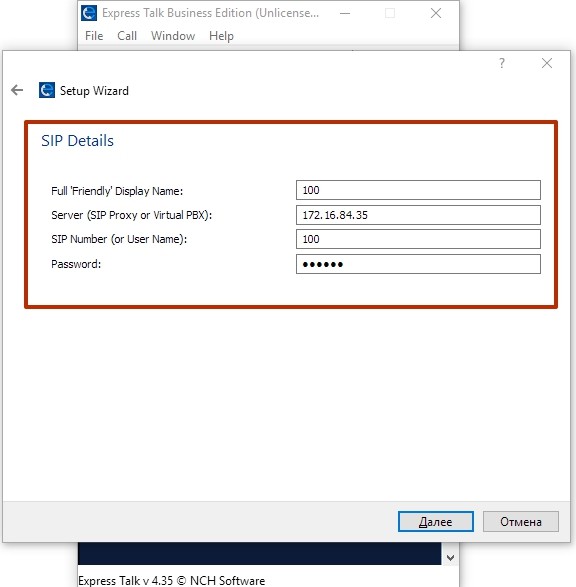 Express Talk Business Edition (Unlicense...
File Call Window Help
?
Setup Wizard
SIP Details
Full 'Friendly' Display Name: 100
Server (SIP Proxy or Virtual PBX): 172.16.84.35
SIP Number (or User Name): 100
Password: ••••••
Далее Отмена
Express Talk v 4.35 © NCH Software